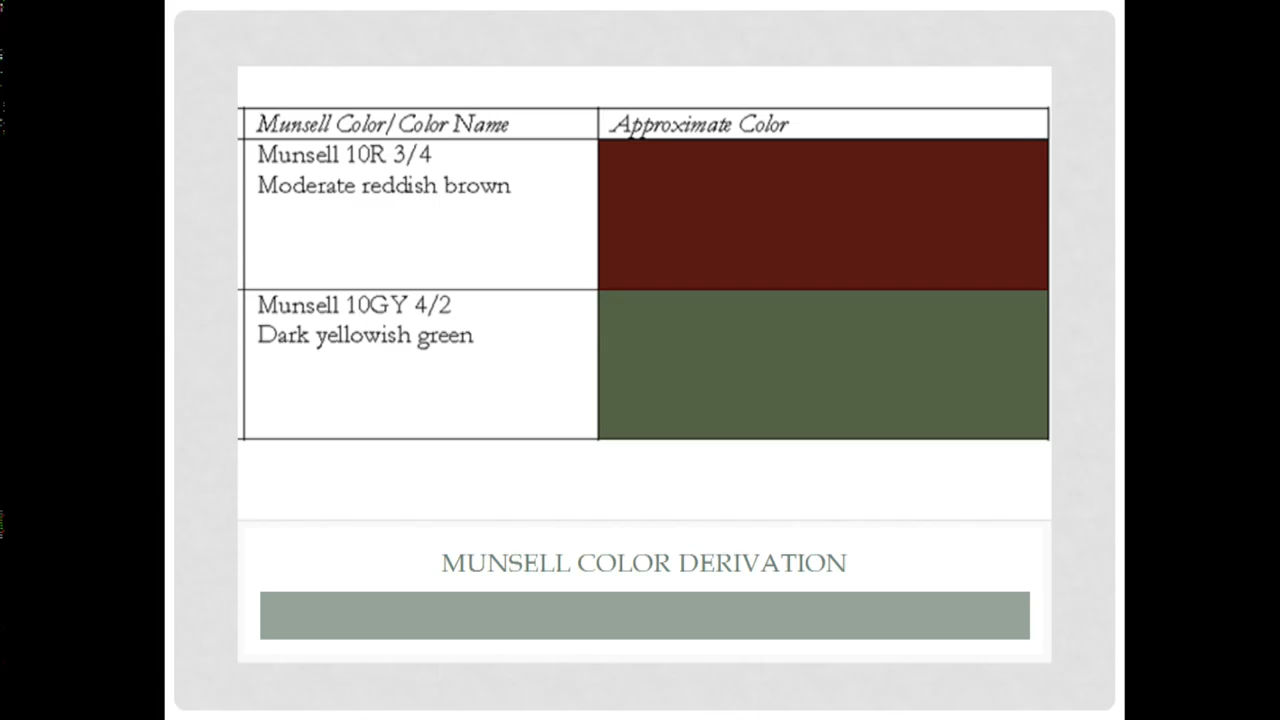 Munsell Color/Color Name
Approximate Color
Munsell 10R 3/4
Moderate reddish brown
Munsell 10GY 4/2
Dark yellowish green
MUNSELL COLOR DERIVATION